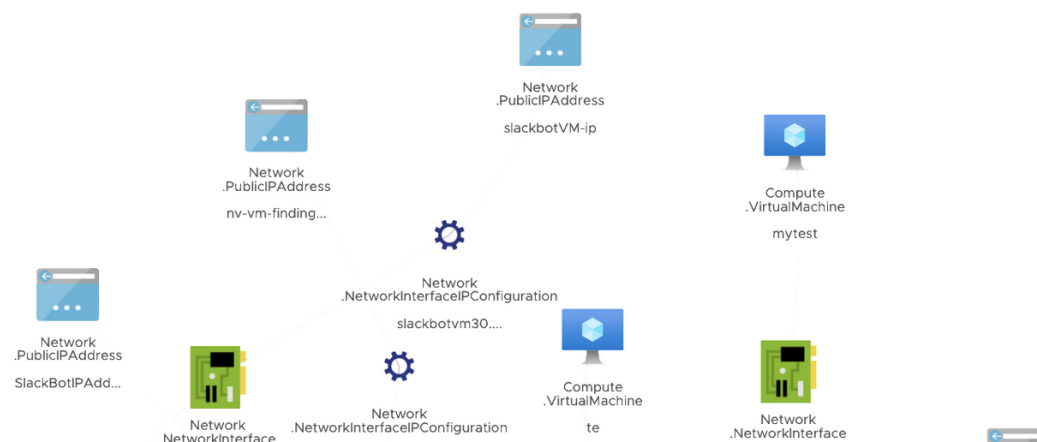 Network
.PublicIPAddress
slackbotVM-ip
Network
.PublicIPAddress
nv-vm-finding...
Compute
.VirtualMachine
mytest
Network
.NetworkInterfaceIPConfiguration
slackbotvm30....
Network
.PublicIPAddress
SlackBotIPAdd...
Compute
.VirtualMachine
te
Network
.NetworkInterfaceIPConfiguration
Network
.NetworkInterface
Network
NetworkInterface